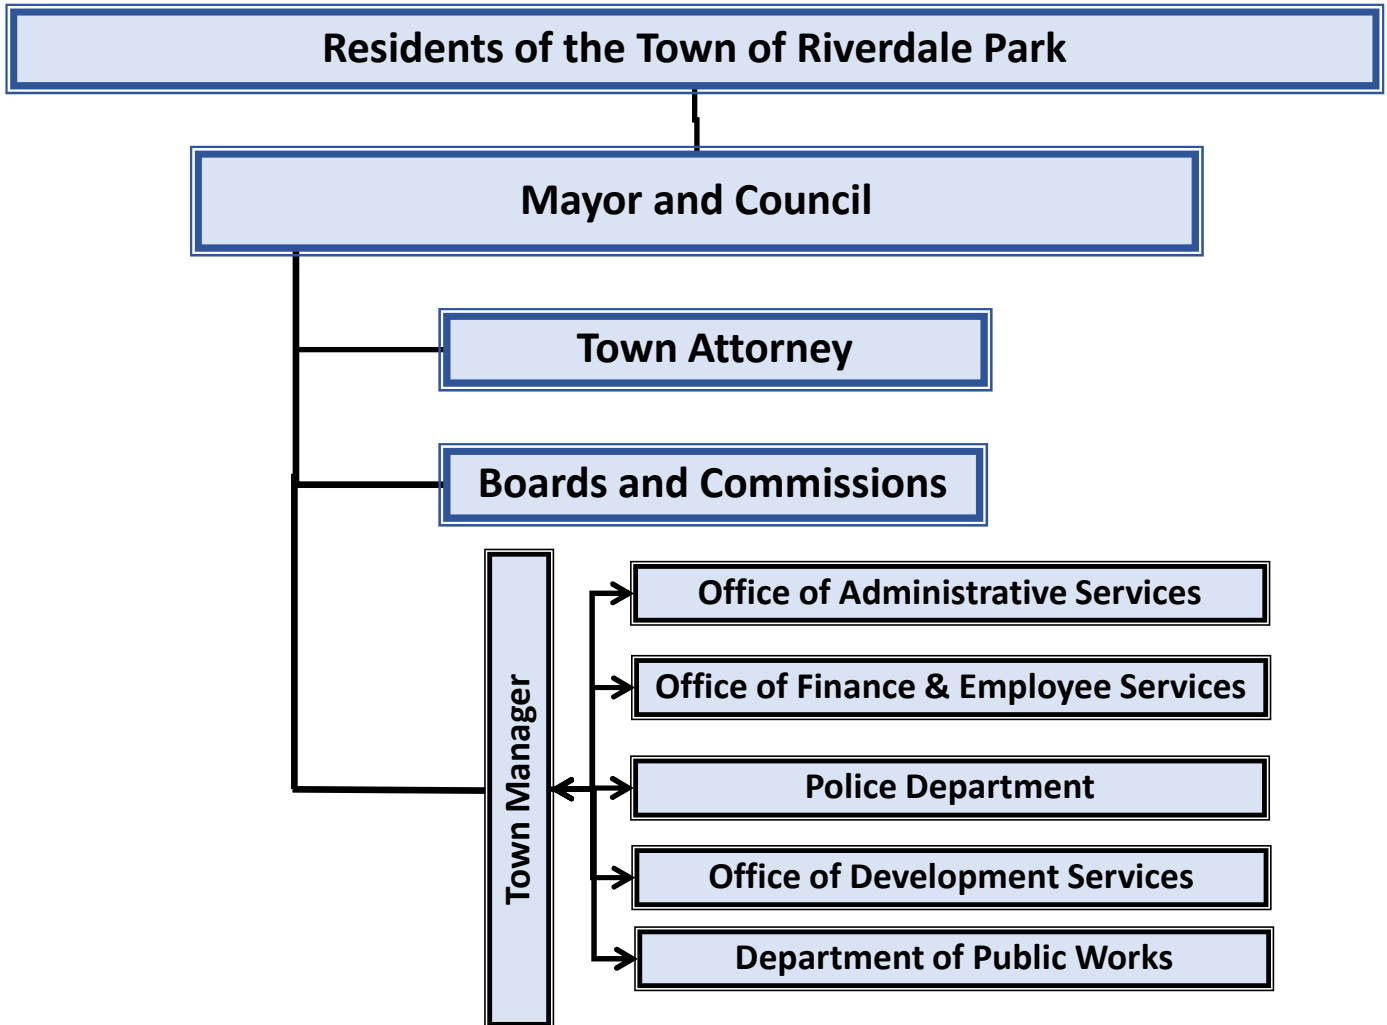 Residents of the Town of Riverdale Park
Mayor and Council
Town Attorney
Boards and Commissions
Town Manager
Office of Administrative Services
Office of Finance & Employee Services
Police Department
Office of Development Services
Department of Public Works